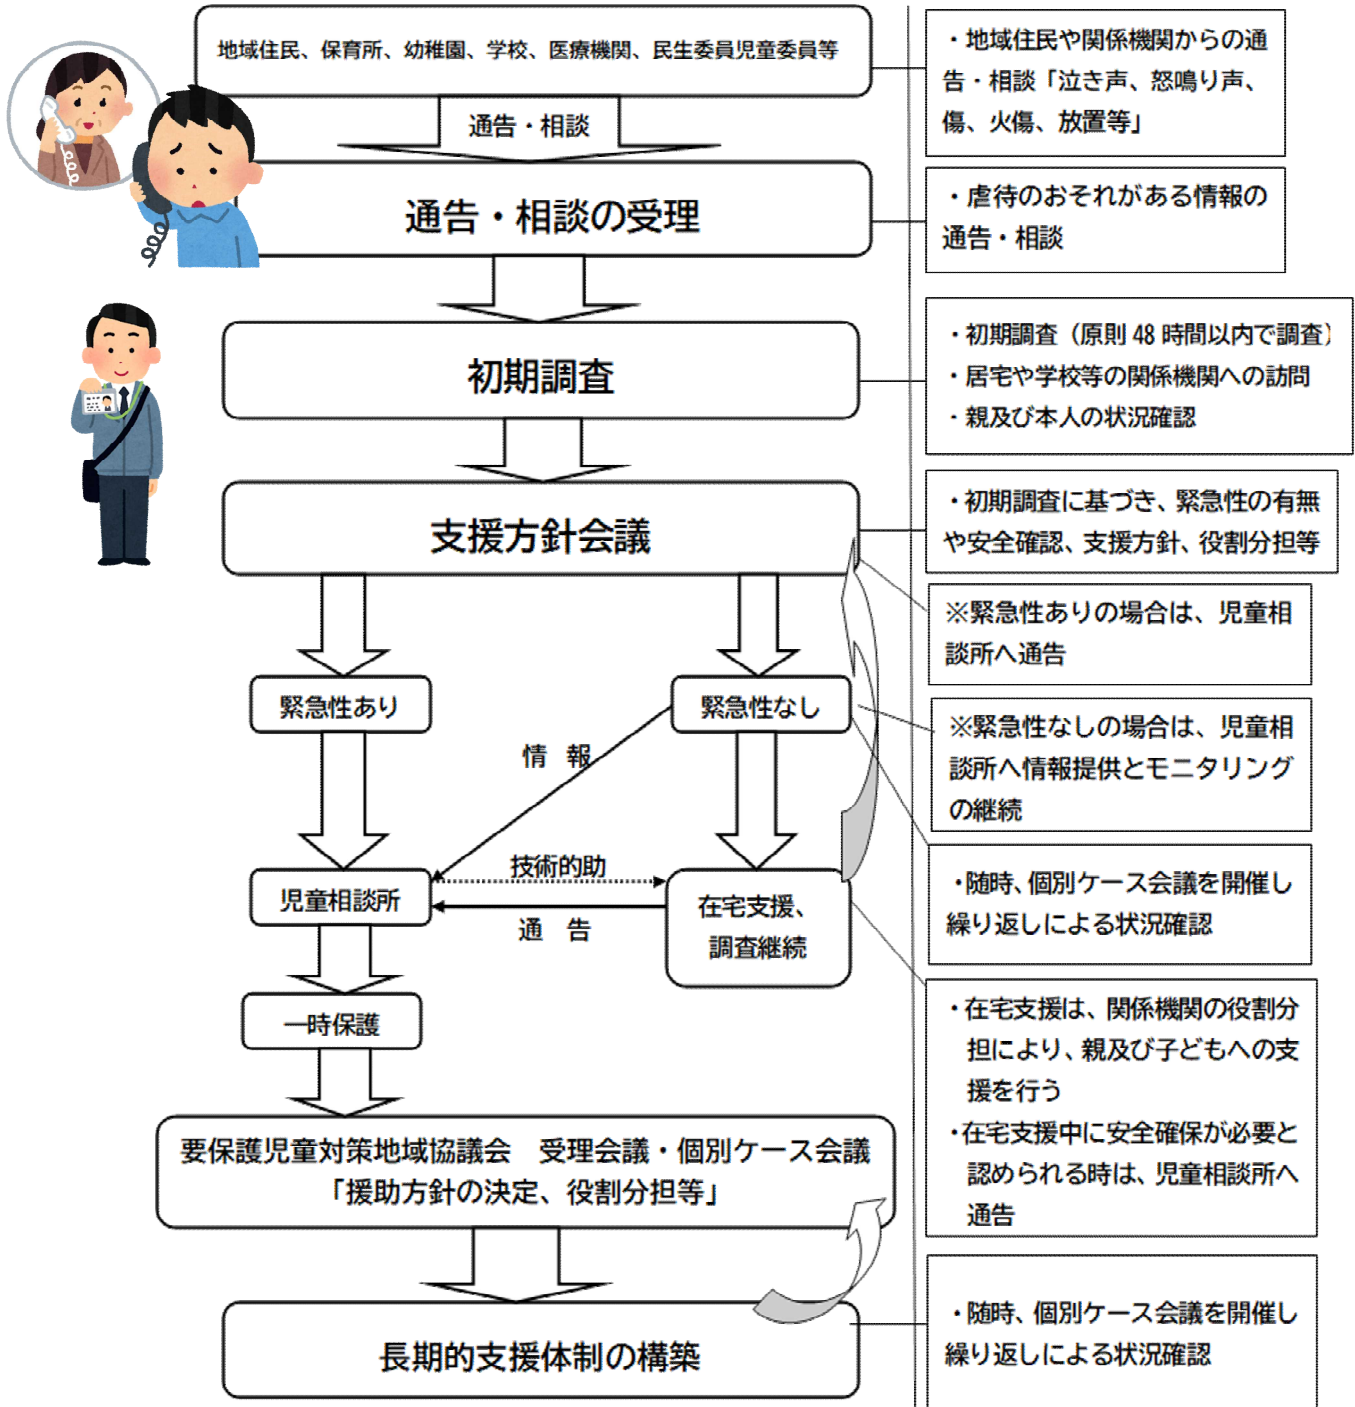 地域住民、保育所、幼稚園、学校、医療機関、民生委員児童委員等
・地域住民や関係機関からの通
告・相談「泣き声、怒鳴り声、
傷、火傷、放置等」
通告・相談
通告・相談の受理
・虐待のおそれがある情報の
通告・相談
初期調査
・初期調査（原則 48 時間以内で調査）
・居宅や学校等の関係機関への訪問
・親及び本人の状況確認
支援方針会議
・初期調査に基づき、緊急性の有無
や安全確認、支援方針、役割分担等
※緊急性ありの場合は、児童相
談所へ通告
緊急性あり
緊急性なし
※緊急性なしの場合は、児童相
談所へ情報提供とモニタリング
の継続
情　報
児童相談所
技術的助
通　告
在宅支援、
調査継続
・随時、個別ケース会議を開催し
繰り返しによる状況確認
一時保護
・在宅支援は、関係機関の役割分
担により、親及び子どもへの支
援を行う
・在宅支援中に安全確保が必要と
認められる時は、児童相談所へ
通告
要保護児童対策地域協議会　受理会議・個別ケース会議
「援助方針の決定、役割分担等」
長期的支援体制の構築
・随時、個別ケース会議を開催し
繰り返しによる状況確認